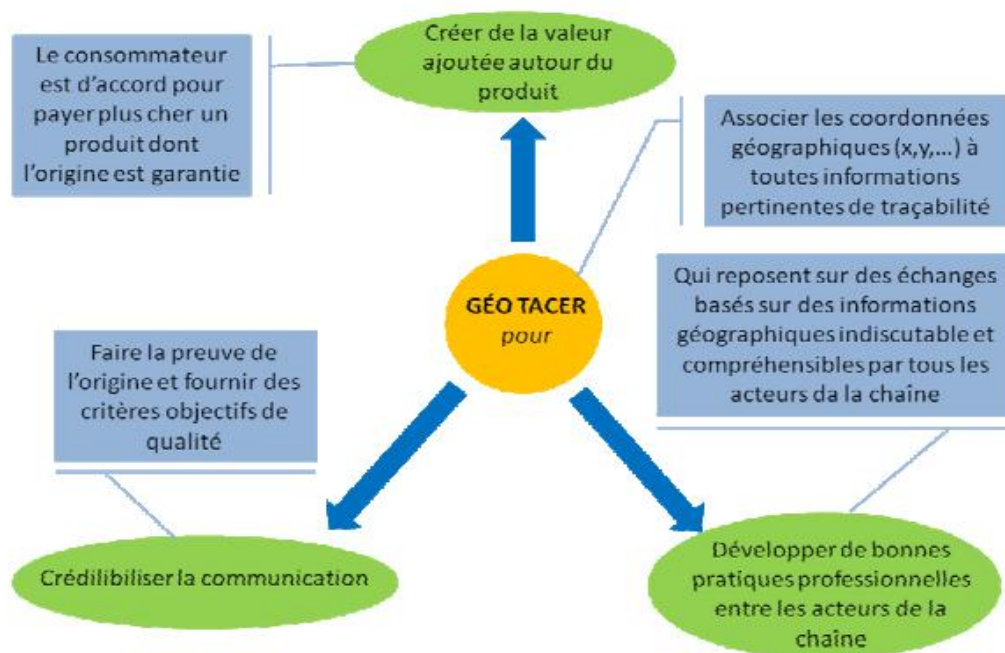 Créer de la valeur
ajoutée autour du
produit
Le consommateur
est d'accord pour
payer plus cher un
produit dont
l'origine est garantie
Associer les coordonnées
géographiques (x,y,...) à
toutes informations
pertinentes de traçabilité
GÉO TACER
pour
Qui reposent sur des échanges
basés sur des informations
géographiques indiscutable et
compréhensibles par tous les
acteurs da la chaîne
Faire la preuve de
l'origine et fournir des
critères objectifs de
qualité
Crédilibiliser la communication
Développer de bonnes
pratiques professionnelles
entre les acteurs de la
chaîne